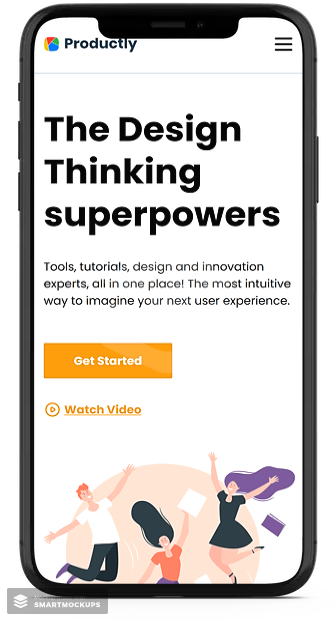 Productly
The Design
Thinking
superpowers
Tools, tutorials, design and innovation
experts, all in one place! The most intuitive
way to imagine your next user experience.
Get Started
Watch Video
SMARTMOCKUPS